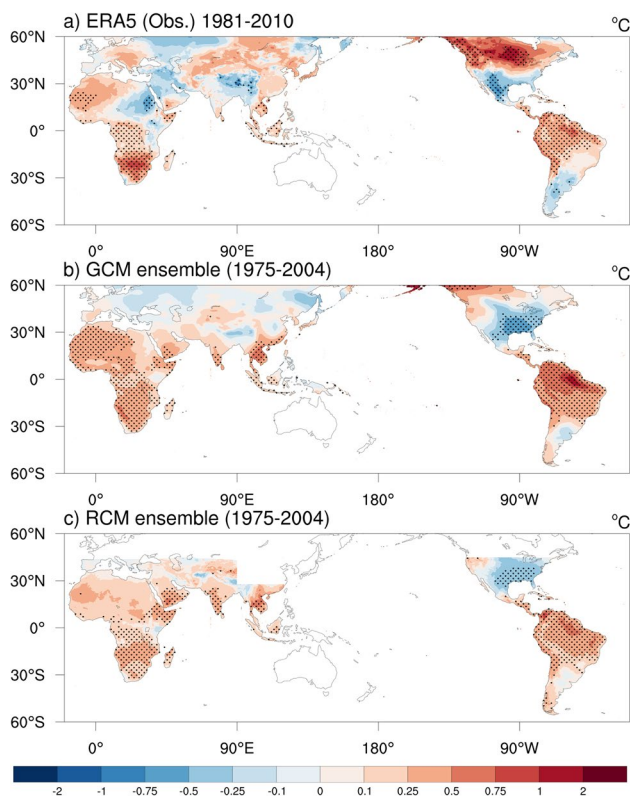 a) ERA5 (Obs.) 1981-2010 °C
60°N
30°N
0°
30°S
60°S
0° 90°E 180° 90°W
b) GCM ensemble (1975-2004) °C
60°N
30°N
0°
30°S
60°S
0° 90°E 180° 90°W
c) RCM ensemble (1975-2004) °C
60°N
30°N
0°
30°S
60°S
0° 90°E 180° 90°W
-2 -1 -0.75 -0.5 -0.25 -0.1 0 0.1 0.25 0.5 0.75 1 2